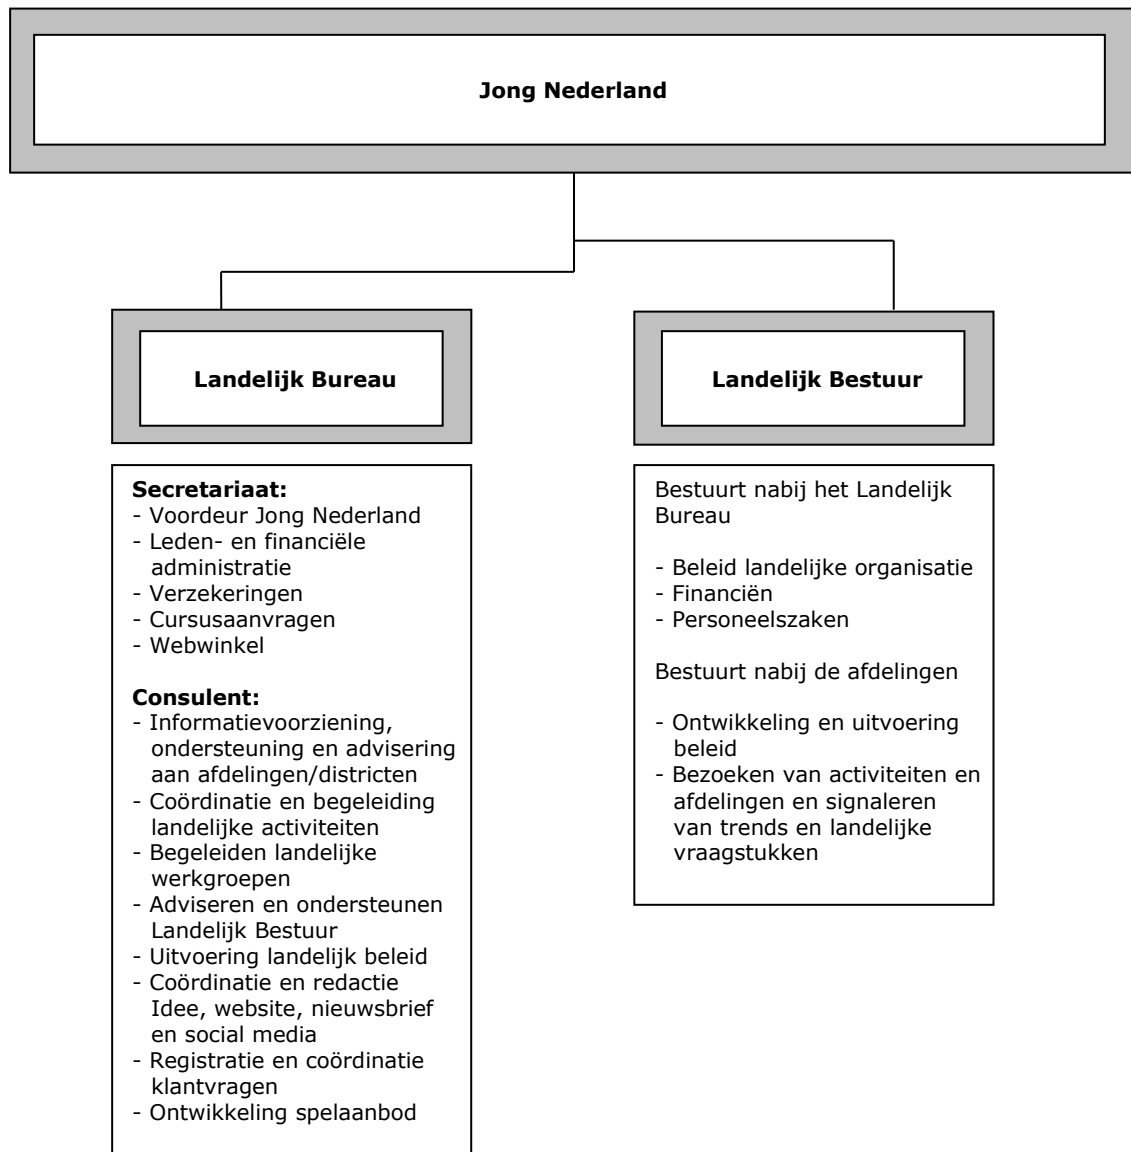 Jong Nederland
Landelijk Bureau
Secretariaat:
- Voordeur Jong Nederland
- Leden- en financiële
administratie
- Verzekeringen
- Cursusaanvragen
- Webwinkel
Consulent:
- Informatievoorziening,
ondersteuning en advisering
aan afdelingen/districten
- Coördinatie en begeleiding
landelijke activiteiten
- Begeleiden landelijke
werkgroepen
- Adviseren en ondersteunen
Landelijk Bestuur
- Uitvoering landelijk beleid
- Coördinatie en redactie
Idee, website, nieuwsbrief
en social media
- Registratie en coördinatie
klantvragen
- Ontwikkeling spelaanbod
Landelijk Bestuur
Bestuurt nabij het Landelijk
Bureau
- Beleid landelijke organisatie
- Financiën
- Personeelszaken
Bestuurt nabij de afdelingen
- Ontwikkeling en uitvoering
beleid
- Bezoeken van activiteiten en
afdelingen en signaleren
van trends en landelijke
vraagstukken